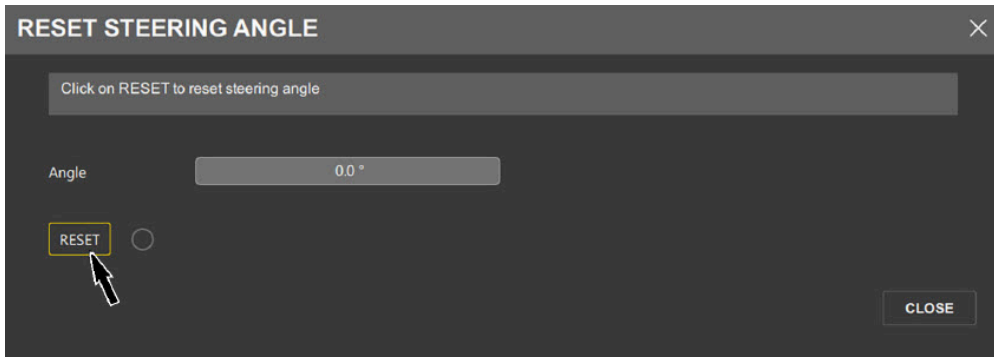 RESET STEERING ANGLE
Click on RESET to reset steering angle
Angle 0.0 °
RESET
CLOSE